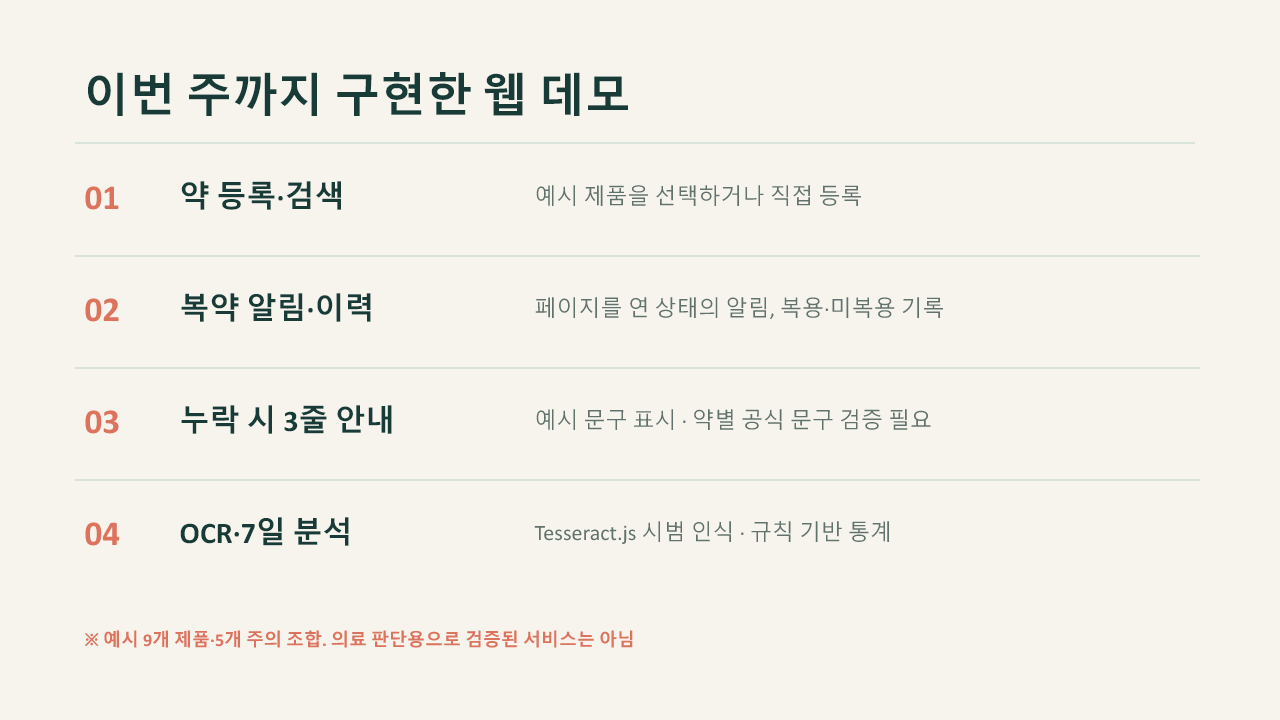 이번 주까지 구현한 웹 데모
01 약 등록·검색 예시 제품을 선택하거나 직접 등록
02 복약 알림·이력 페이지를 연 상태의 알림, 복용·미복용 기록
03 누락 시 3줄 안내 예시 문구 표시 · 약별 공식 문구 검증 필요
04 OCR·7일 분석 Tesseract.js 시범 인식 · 규칙 기반 통계
※ 예시 9개 제품·5개 주의 조합. 의료 판단용으로 검증된 서비스는 아님